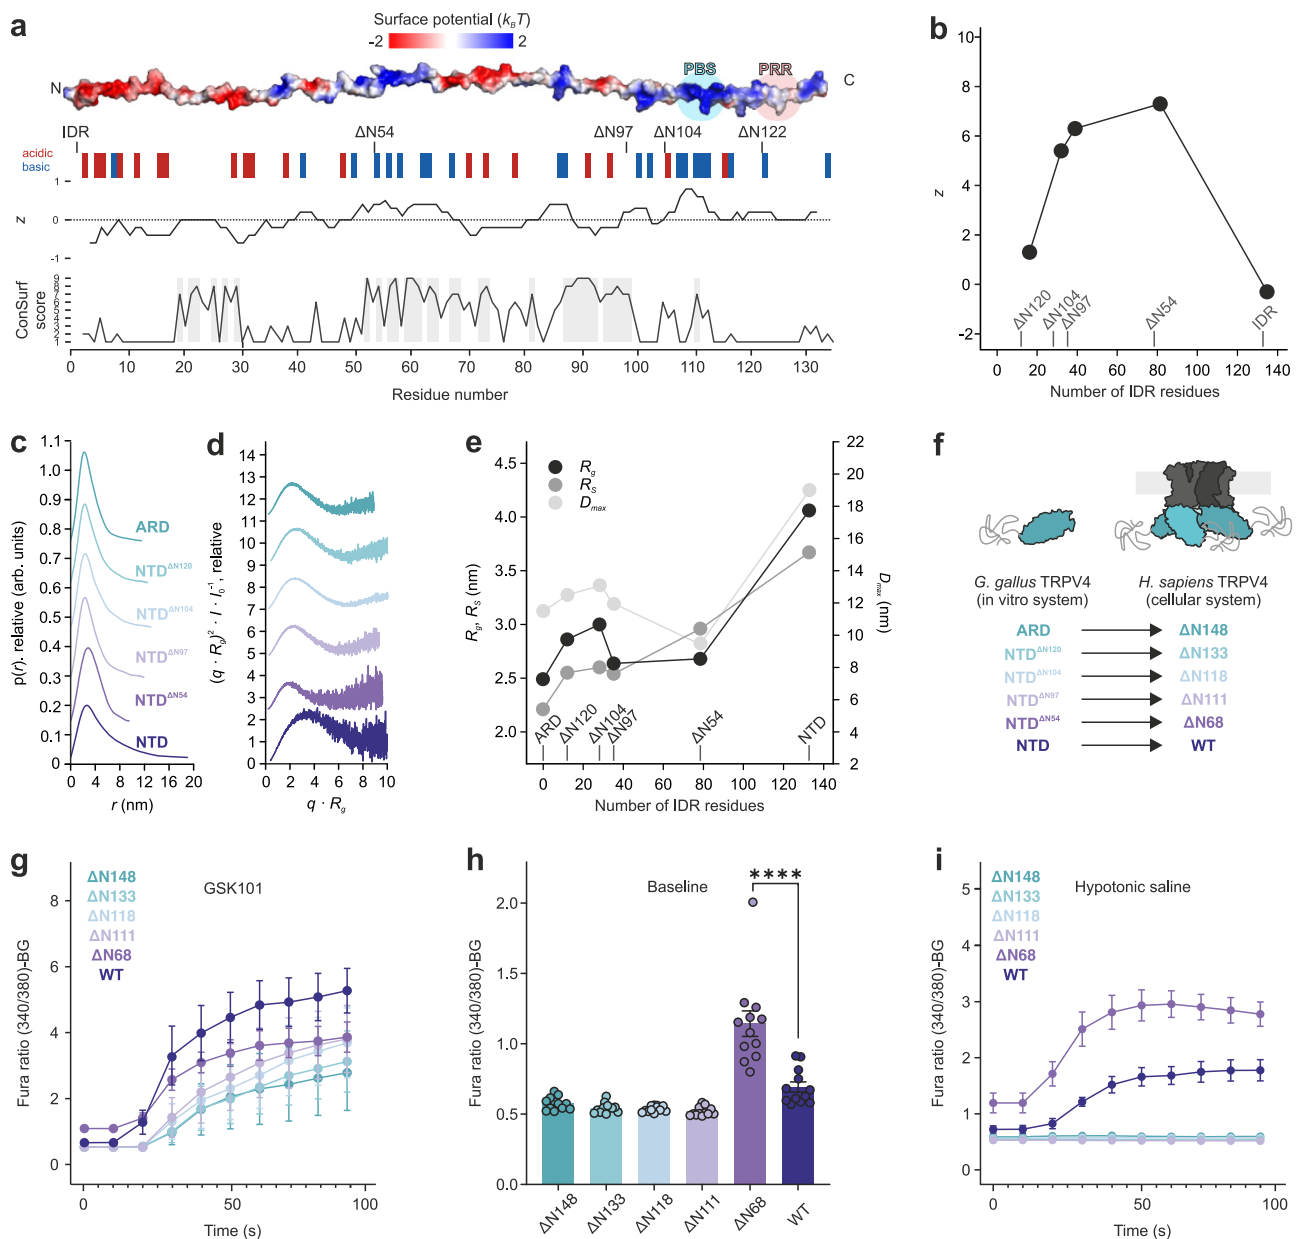 a
Surface potential (kBT)
-2
2
N
PBS
PRR
C
IDR
ΔN54
ΔN97
ΔN104
ΔN122
acidic
basic
1
z
0
-1
ConSurf
score
0
10
20
30
40
50
60
70
80
90
100
110
120
130
Residue number
b
10
8
6
4
2
0
-2
z
ΔN120
ΔN104
ΔN97
ΔN54
IDR
0 20 40 60 80 100 120 140
Number of IDR residues
c
1.1
1.0
0.9
0.8
0.7
0.6
0.5
0.4
0.3
0.2
0.1
0
p(r). relative (arb. units)
ARD
NTDΔN120
NTDΔN104
NTDΔN97
NTDΔN54
NTD
0 4 8 12 16 20
r (nm)
d
14
13
12
11
10
9
8
7
6
5
4
3
2
1
0
(q · Rg)² · I · I0⁻¹, relative
0 2 4 6 8 10
q · Rg
e
4.5
4.0
3.5
3.0
2.5
2.0
Rg, RS (nm)
Rg
RS
Dmax
22
20
18
16
14
12
10
8
6
4
2
Dmax (nm)
ARD
ΔN120
ΔN104
ΔN97
ΔN54
NTD
0 20 40 60 80 100 120 140
Number of IDR residues
f
G. gallus TRPV4
(in vitro system)
H. sapiens TRPV4
(cellular system)
ARD ΔN148
NTDΔN120 ΔN133
NTDΔN104 ΔN118
NTDΔN97 ΔN111
NTDΔN54 ΔN68
NTD WT
g
ΔN148
ΔN133
ΔN118
ΔN111
ΔN68
WT
GSK101
8
6
4
2
0
Fura ratio (340/380)-BG
0 50 100
Time (s)
h
Baseline
****
2.0
1.5
1.0
0.5
0.0
Fura ratio (340/380)-BG
ΔN148
ΔN133
ΔN118
ΔN111
ΔN68
WT
i
ΔN148
ΔN133
ΔN118
ΔN111
ΔN68
WT
Hypotonic saline
5
4
3
2
1
0
Fura ratio (340/380)-BG
0 50 100
Time (s)